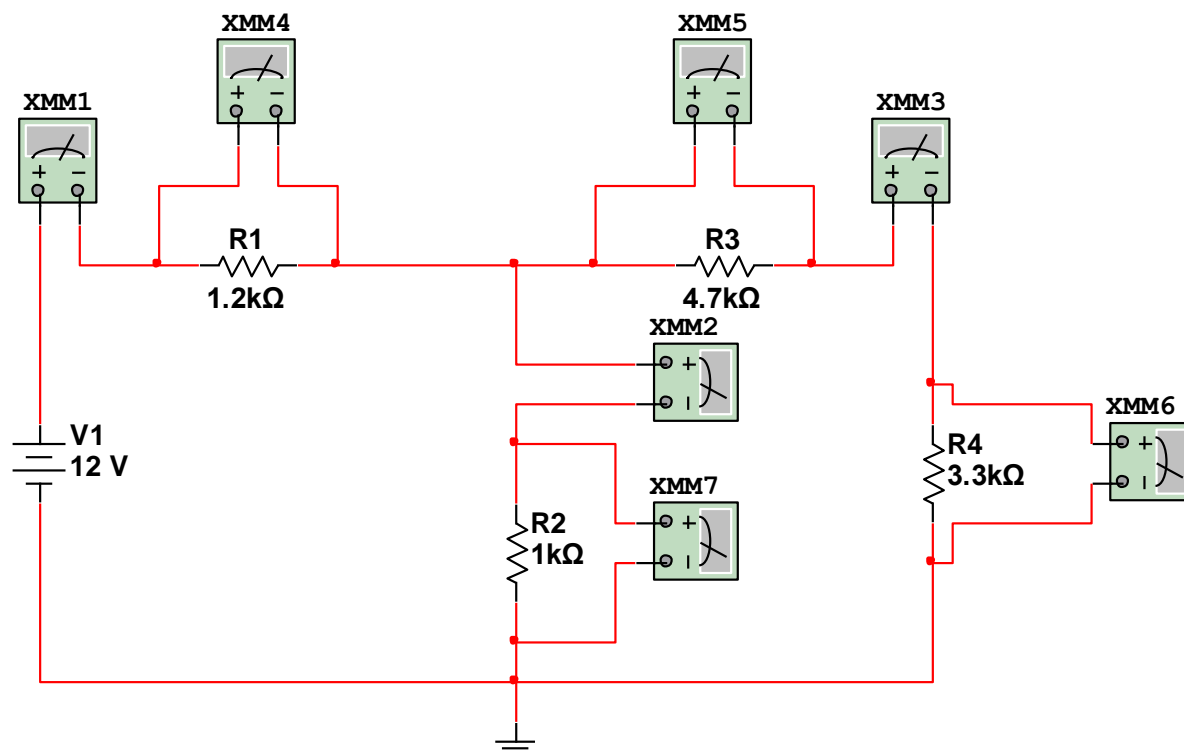 XMM4
XMM5
XMM1
+ −
+ −
XMM3
+ −
+ −
R1
1.2kΩ
R3
4.7kΩ
XMM2
+
−
V1
12 V
XMM6
+
−
R4
3.3kΩ
XMM7
+
−
R2
1kΩ